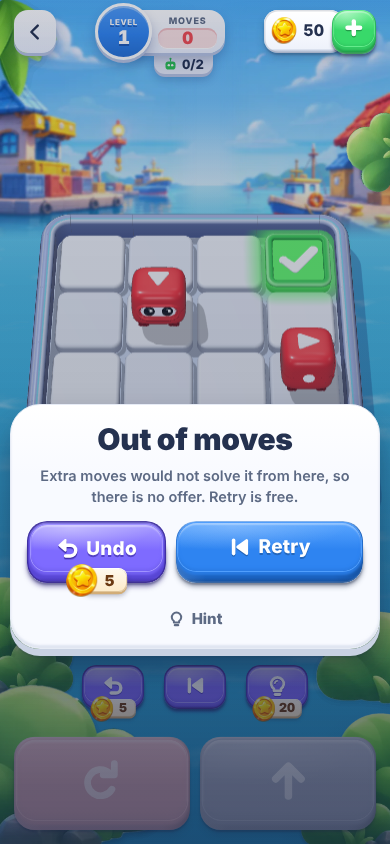 LEVEL
1
MOVES
0
0/2
50
Out of moves
Extra moves would not solve it from here, so
there is no offer. Retry is free.
Undo
5
Retry
Hint
5
20